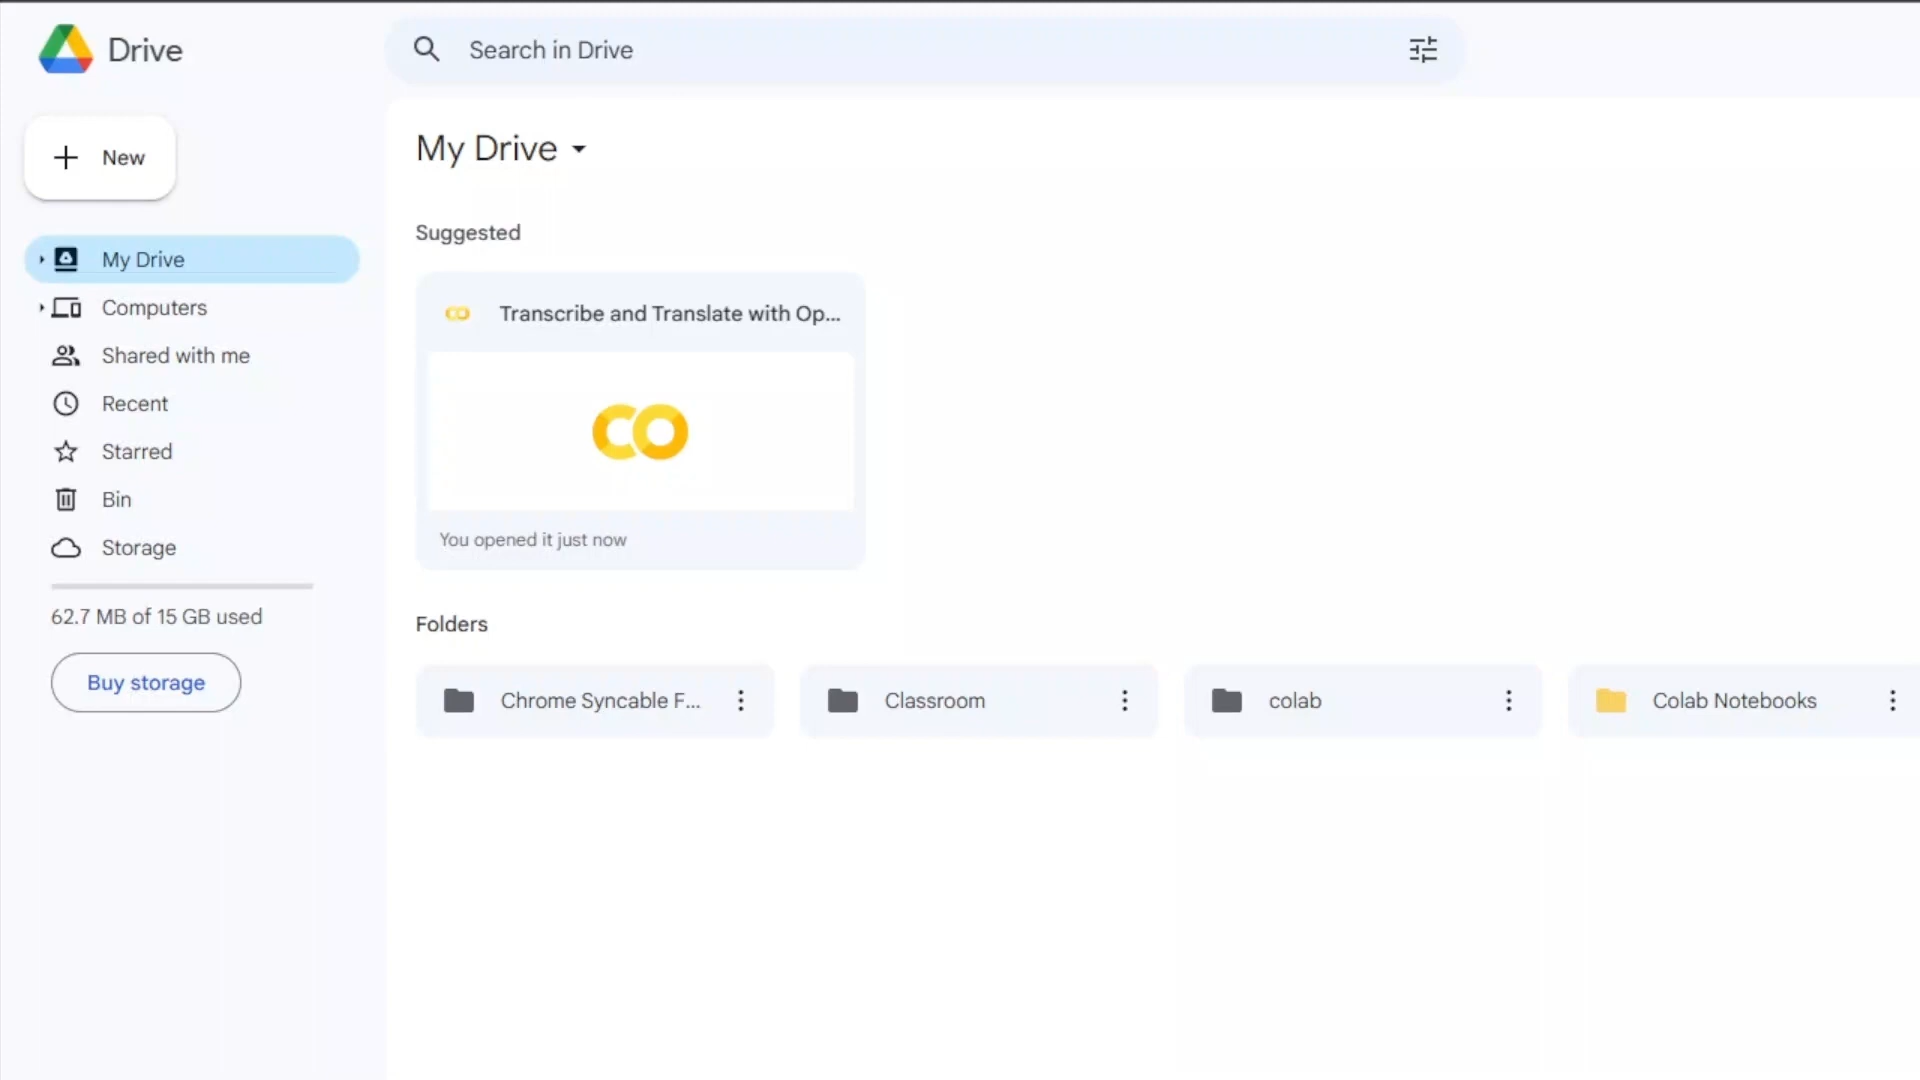 Drive
Search in Drive
New
My Drive
Computers
Shared with me
Recent
Starred
Bin
Storage
62.7 MB of 15 GB used
Buy storage
My Drive
Suggested
Transcribe and Translate with Op...
CO
You opened it just now
Folders
Chrome Syncable F...
Classroom
colab
Colab Notebooks